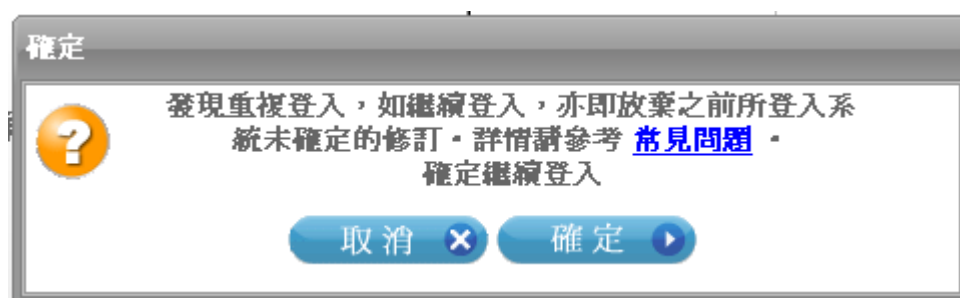 確定
發現重複登入，如繼續登入，亦即放棄之前所登入系
統未確定的修訂。詳情請參考 常見問題 。
確定繼續登入
取消
確定